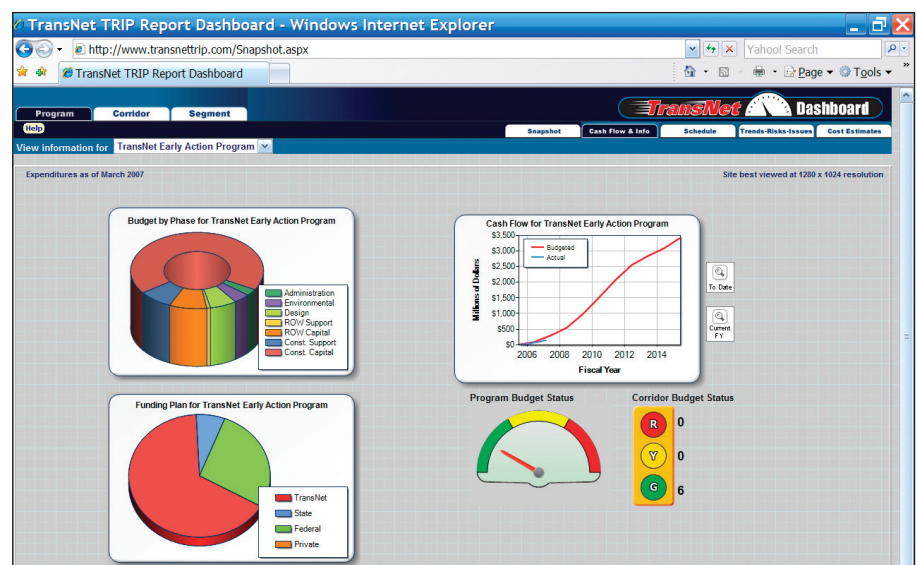 TransNet TRIP Report Dashboard - Windows Internet Explorer
http://www.transnettrip.com/Snapshot.aspx
Yahoo! Search
TransNet TRIP Report Dashboard
Page
Tools
Program
Corridor
Segment
TransNet Dashboard
Help
Snapshot
Cash Flow & Info
Schedule
Trends-Risks-Issues
Cost Estimates
View information for TransNet Early Action Program
Expenditures as of March 2007
Site best viewed at 1280 x 1024 resolution
Budget by Phase for TransNet Early Action Program
Administration
Environmental
Design
ROW Support
ROW Capital
Const. Support
Const. Capital
Cash Flow for TransNet Early Action Program
Millions of Dollars
$3,500
$3,000
$2,500
$2,000
$1,500
$1,000
$500
$0
Budgeted
Actual
2006 2008 2010 2012 2014
Fiscal Year
To Date
Current
FY
Funding Plan for TransNet Early Action Program
TransNet
State
Federal
Private
Program Budget Status
Corridor Budget Status
R 0
Y 0
G 6